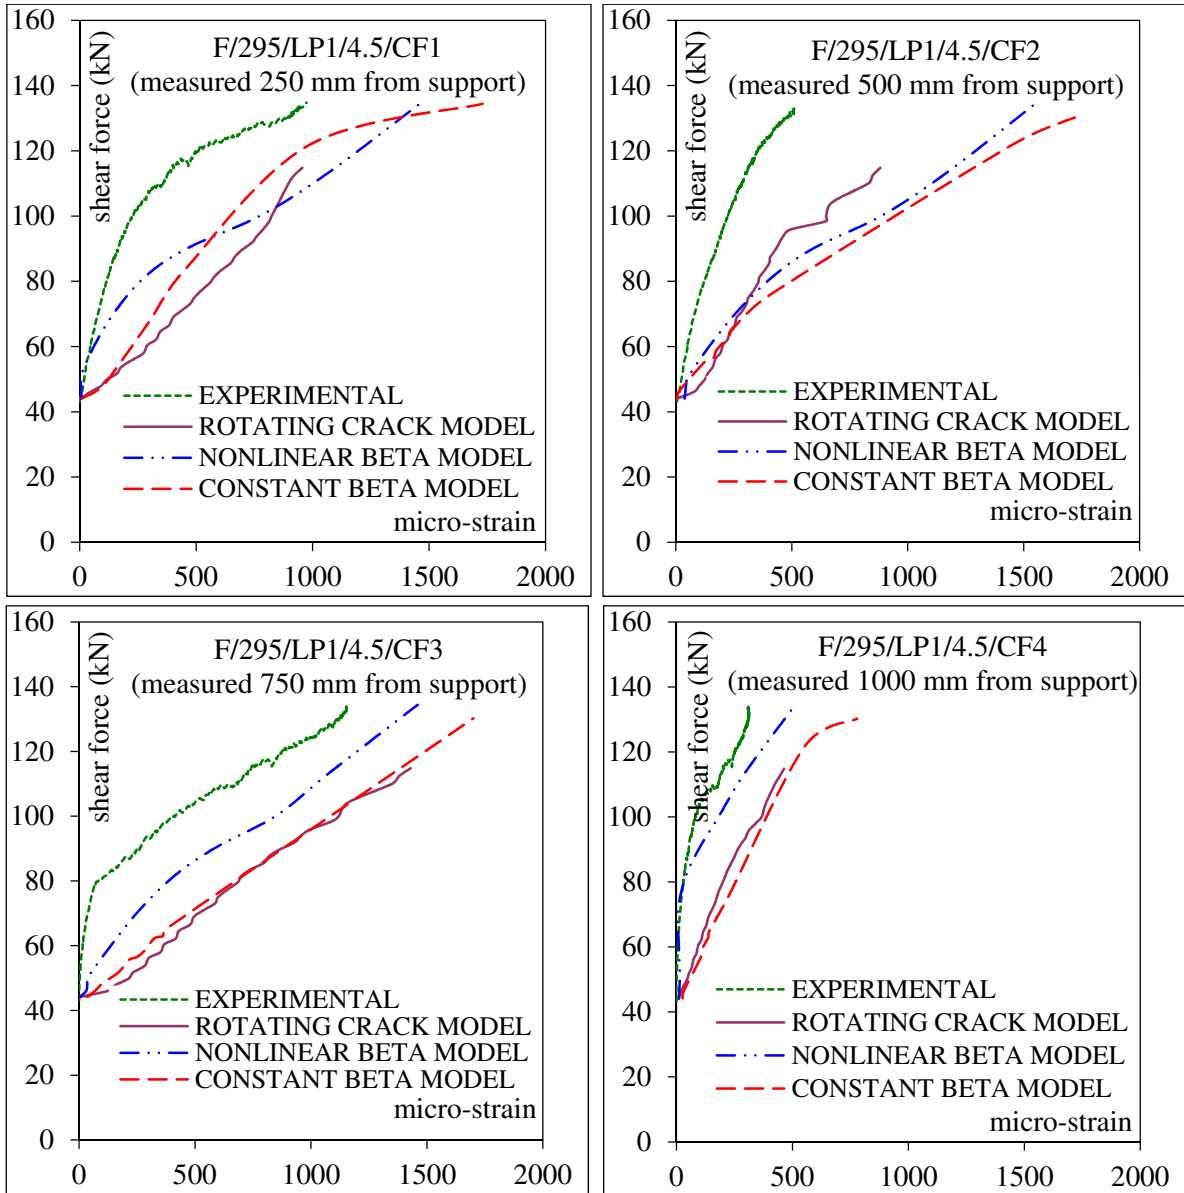 160
140
120
100
80
60
40
20
0
shear force (kN)
F/295/LP1/4.5/CF1
(measured 250 mm from support)
EXPERIMENTAL
ROTATING CRACK MODEL
NONLINEAR BETA MODEL
CONSTANT BETA MODEL
micro-strain
0 500 1000 1500 2000
160
140
120
100
80
60
40
20
0
shear force (kN)
F/295/LP1/4.5/CF2
(measured 500 mm from support)
EXPERIMENTAL
ROTATING CRACK MODEL
NONLINEAR BETA MODEL
CONSTANT BETA MODEL
micro-strain
0 500 1000 1500 2000
160
140
120
100
80
60
40
20
0
shear force (kN)
F/295/LP1/4.5/CF3
(measured 750 mm from support)
EXPERIMENTAL
ROTATING CRACK MODEL
NONLINEAR BETA MODEL
CONSTANT BETA MODEL
micro-strain
0 500 1000 1500 2000
160
140
120
100
80
60
40
20
0
shear force (kN)
F/295/LP1/4.5/CF4
(measured 1000 mm from support)
EXPERIMENTAL
ROTATING CRACK MODEL
NONLINEAR BETA MODEL
CONSTANT BETA MODEL
micro-strain
0 500 1000 1500 2000